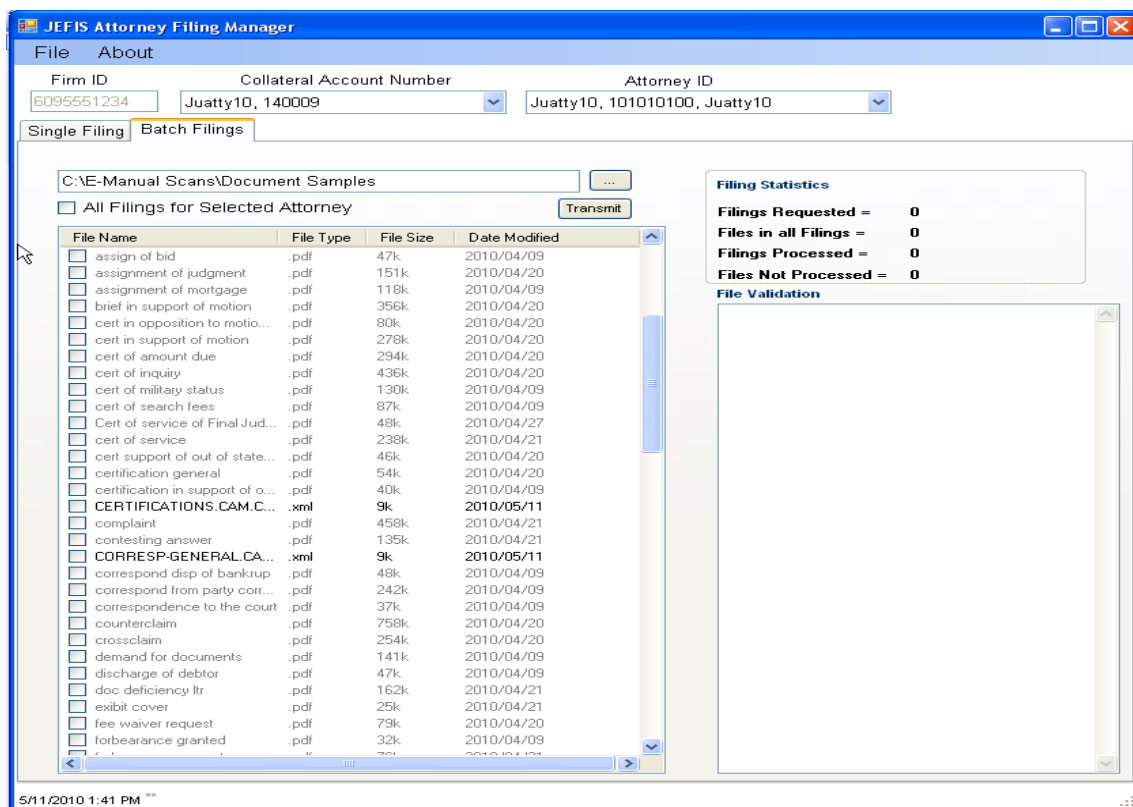 JEFIS Attorney Filing Manager
File About
Firm ID Collateral Account Number Attorney ID
6095551234 Juatty10, 140009 Juatty10, 101010100, Juatty10
Single Filing Batch Filings
C:\E-Manual Scans\Document Samples ...
All Filings for Selected Attorney Transmit
File Name File Type File Size Date Modified
assign of bid .pdf 47k 2010/04/09
assignment of judgment .pdf 151k 2010/04/20
assignment of mortgage .pdf 118k 2010/04/09
brief in support of motion .pdf 356k 2010/04/20
cert in opposition to motio... .pdf 80k 2010/04/20
cert in support of motion .pdf 278k 2010/04/20
cert of amount due .pdf 294k 2010/04/20
cert of inquiry .pdf 436k 2010/04/20
cert of military status .pdf 130k 2010/04/09
cert of search fees .pdf 87k 2010/04/09
Cert of service of Final Jud... .pdf 48k 2010/04/27
cert of service .pdf 238k 2010/04/21
cert support of out of state... .pdf 46k 2010/04/20
certification general .pdf 54k 2010/04/20
certification in support of o... .pdf 40k 2010/04/09
CERTIFICATIONS.CAM.C... .xml 9k 2010/05/11
complaint .pdf 458k 2010/04/21
contesting answer .pdf 135k 2010/04/21
CORRESP-GENERAL.CA... .xml 9k 2010/05/11
correspond disp of bankrup .pdf 48k 2010/04/09
correspond from party corr... .pdf 242k 2010/04/09
correspondence to the court .pdf 37k 2010/04/09
counterclaim .pdf 758k 2010/04/20
crossclaim .pdf 254k 2010/04/20
demand for documents .pdf 141k 2010/04/09
discharge of debtor .pdf 47k 2010/04/09
doc deficiency ltr .pdf 162k 2010/04/21
exibit cover .pdf 25k 2010/04/21
fee waiver request .pdf 79k 2010/04/20
forbearance granted .pdf 32k 2010/04/09
Filing Statistics
Filings Requested = 0
Files in all Filings = 0
Filings Processed = 0
Files Not Processed = 0
File Validation
5/11/2010 1:41 PM ""